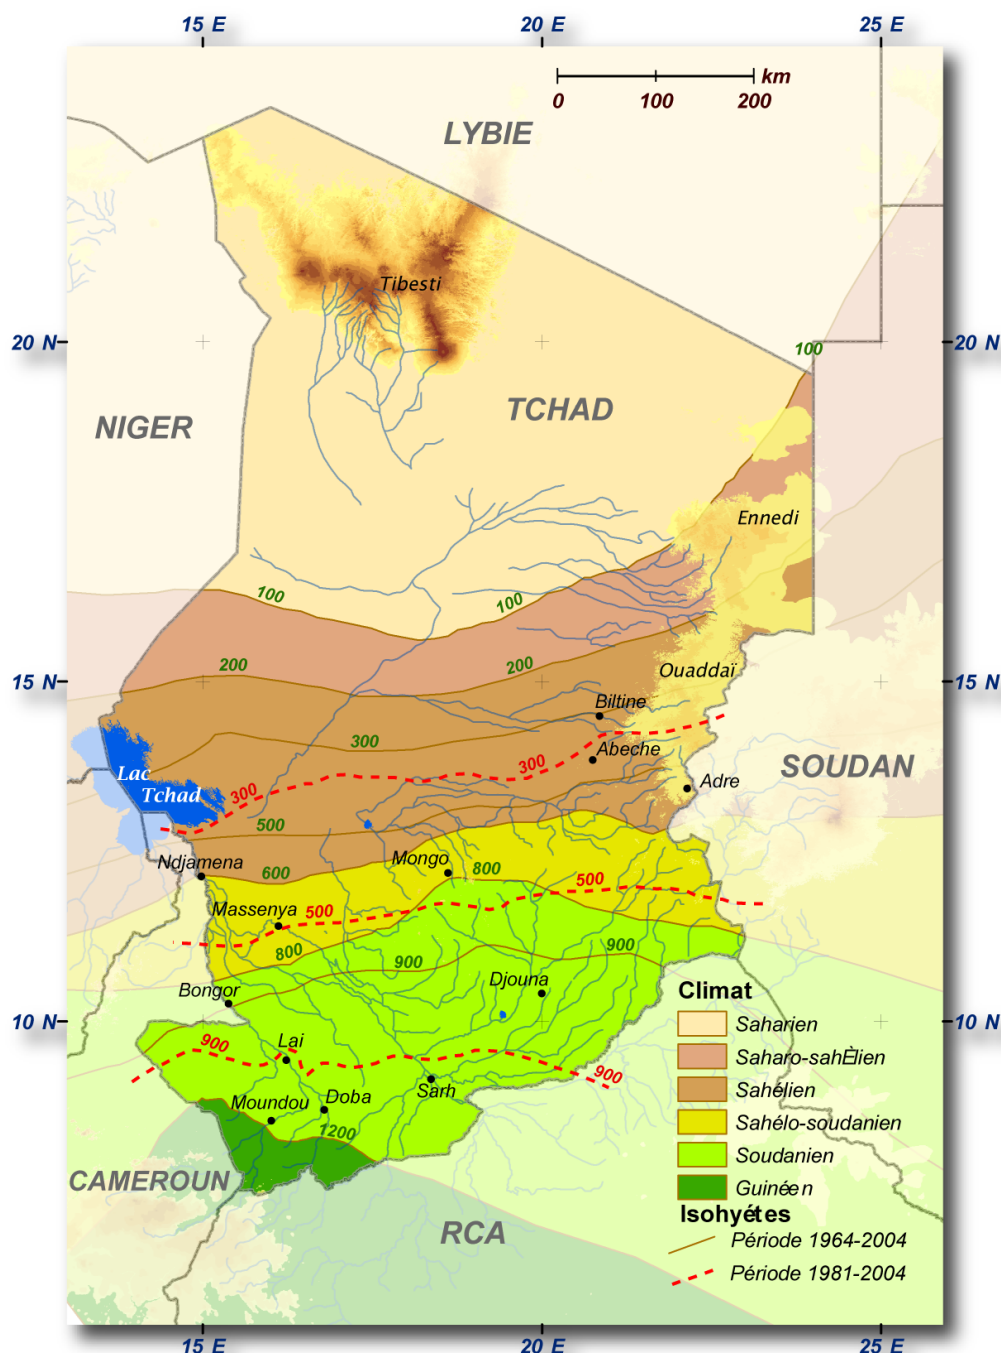 15 E 20 E 25 E
km
0 100 200
LYBIE
Tibesti
20 N 20 N
100
TCHAD
NIGER
Ennedi
100
100
200
200
Ouaddaï
15 N 15 N
Biltine
300
Abeche
300
SOUDAN
Lac
Tchad
Adre
300
500
Ndjamena
Mongo
800
600
500
Massenya
500
800
900
900
Djouna
Bongor
Climat
10 N 10 N
Saharien
900
Lai
Saharo-sahÈlien
900
Sarh
Sahélien
Moundou
Doba
1200
Sahélo-soudanien
Soudanien
CAMEROUN
Guinéen
Isohyétes
RCA
Période 1964-2004
Période 1981-2004
15 E 20 E 25 E